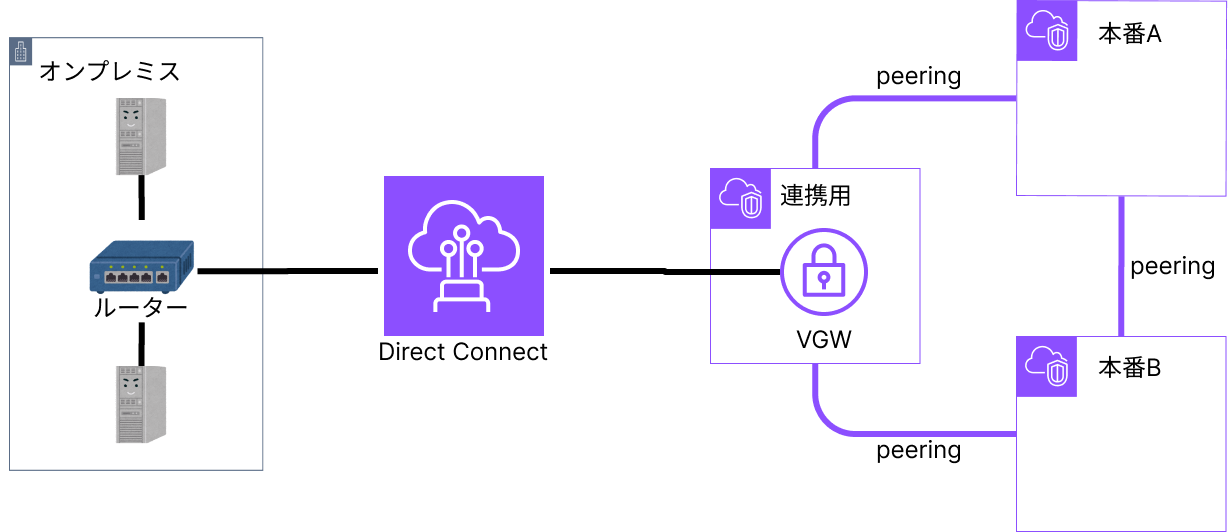 オンプレミス
ルーター
Direct Connect
連携用
VGW
peering
本番A
peering
本番B
peering